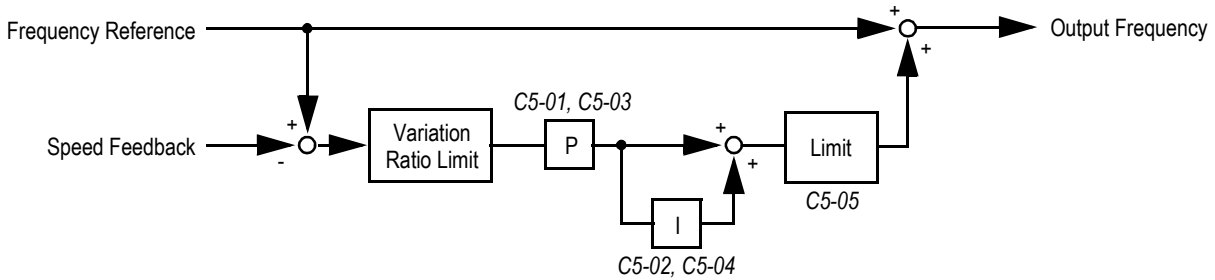 Frequency Reference
+
+
Output Frequency
C5-01, C5-03
+
Speed Feedback
-
Variation
Ratio Limit
P
+
+
Limit
C5-05
I
C5-02, C5-04